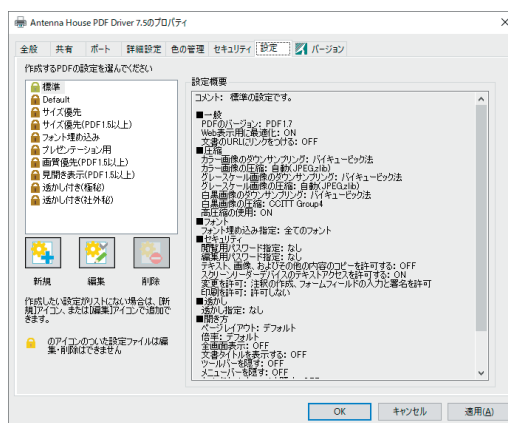 Antenna House PDF Driver 7.5のプロパティ
全般 共有 ポート 詳細設定 色の管理 セキュリティ 設定 バージョン
作成するPDFの設定を選んでください
標準
Default
サイズ優先
サイズ優先(PDF1.5以上)
フォント埋め込み
プレゼンテーション用
画質優先(PDF1.5以上)
見開き表示(PDF1.5以上)
透かし付き(極秘)
透かし付き(社外秘)
新規 編集 削除
作成したい設定がリストにない場合は、[新
規]アイコン、または[編集]アイコンで追加で
きます。
のアイコンのついた設定ファイルは編
集・削除はできません
設定概要
コメント: 標準の設定です。
■一般
PDFのバージョン: PDF1.7
Web表示用に最適化: ON
文書のURLにリンクをつける: OFF
■圧縮
カラー画像のダウンサンプリング: バイキュービック法
カラー画像の圧縮: 自動(JPEG,zlib)
グレースケール画像のダウンサンプリング: バイキュービック法
グレースケール画像の圧縮: 自動(JPEG,zlib)
白黒画像のダウンサンプリング: バイキュービック法
白黒画像の圧縮: CCITT Group4
高圧縮の使用: ON
■フォント
フォント埋め込み指定: 全てのフォント
■セキュリティ
閲覧用パスワード指定: なし
編集用パスワード指定: なし
テキスト、画像、およびその他の内容のコピーを許可する: OFF
スクリーンリーダーデバイスのテキストアクセスを許可する: ON
変更を許可: 注釈の作成、フォームフィールドの入力と署名を許可
印刷を許可: 許可しない
■透かし
透かし指定: なし
■開き方
ページレイアウト: デフォルト
倍率: デフォルト
全画面表示: OFF
文書タイトルを表示する: OFF
ツールバーを隠す: OFF
メニューバーを隠す: OFF
OK キャンセル 適用(A)